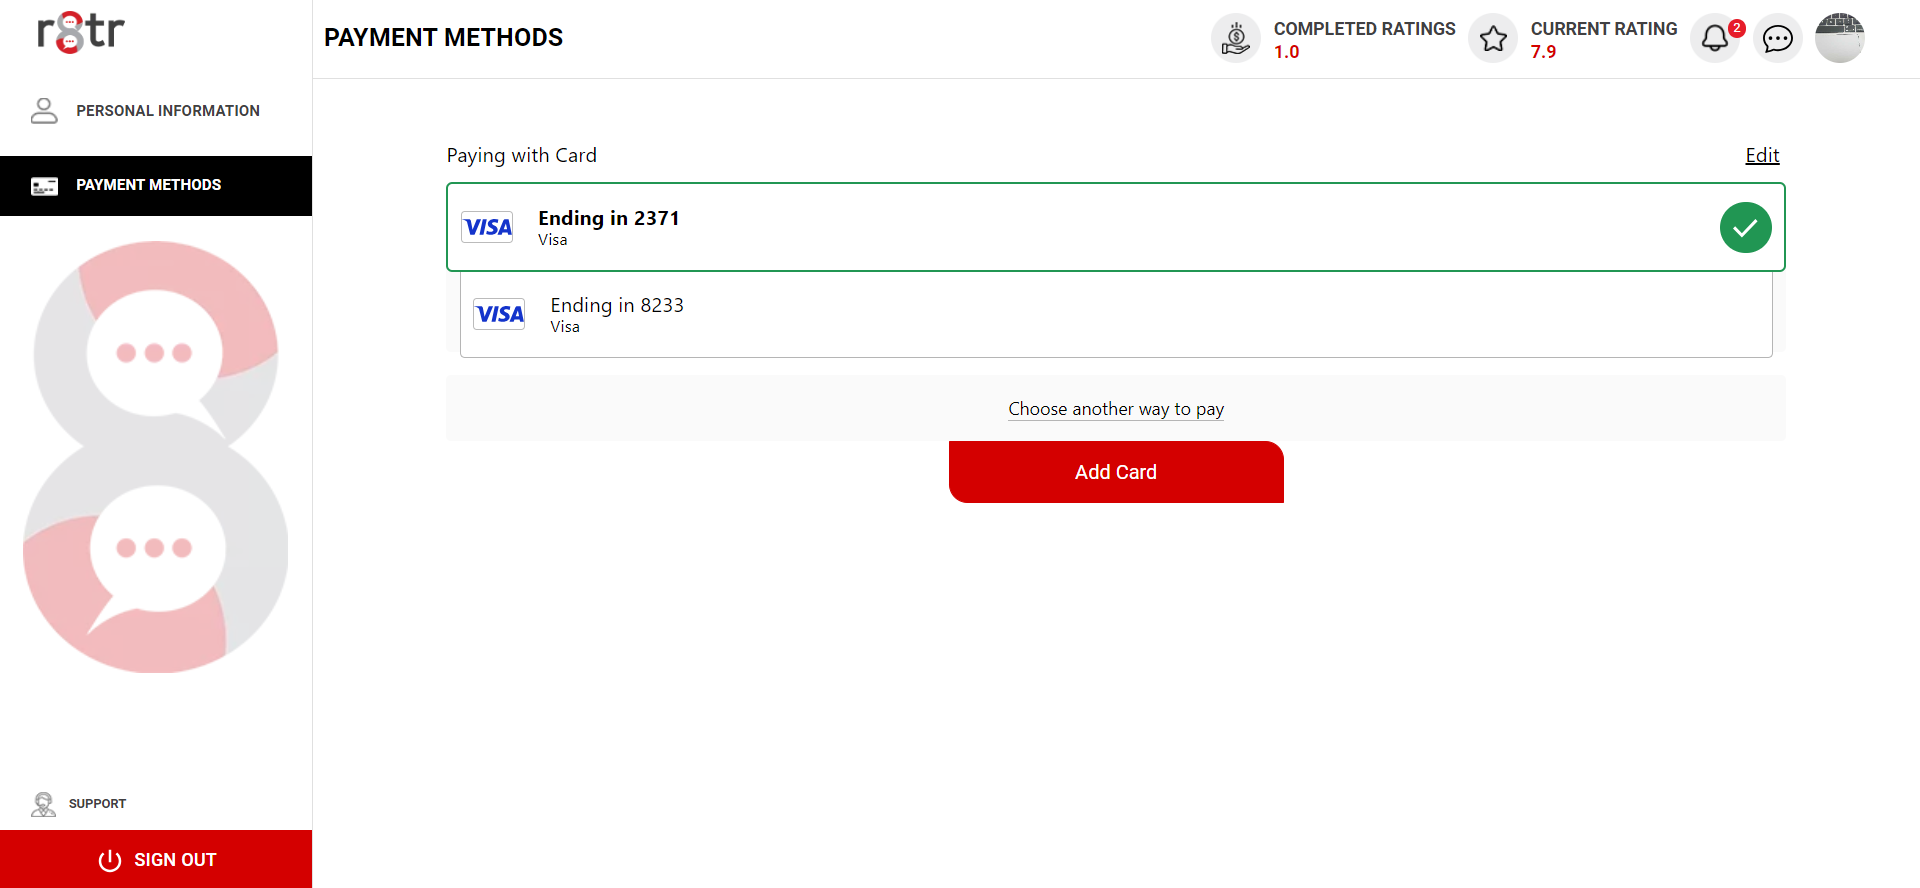 r8tr
PAYMENT METHODS
COMPLETED RATINGS
1.0
CURRENT RATING
7.9
2
PERSONAL INFORMATION
PAYMENT METHODS
Paying with Card
Edit
VISA
Ending in 2371
Visa
VISA
Ending in 8233
Visa
Choose another way to pay
Add Card
SUPPORT
SIGN OUT